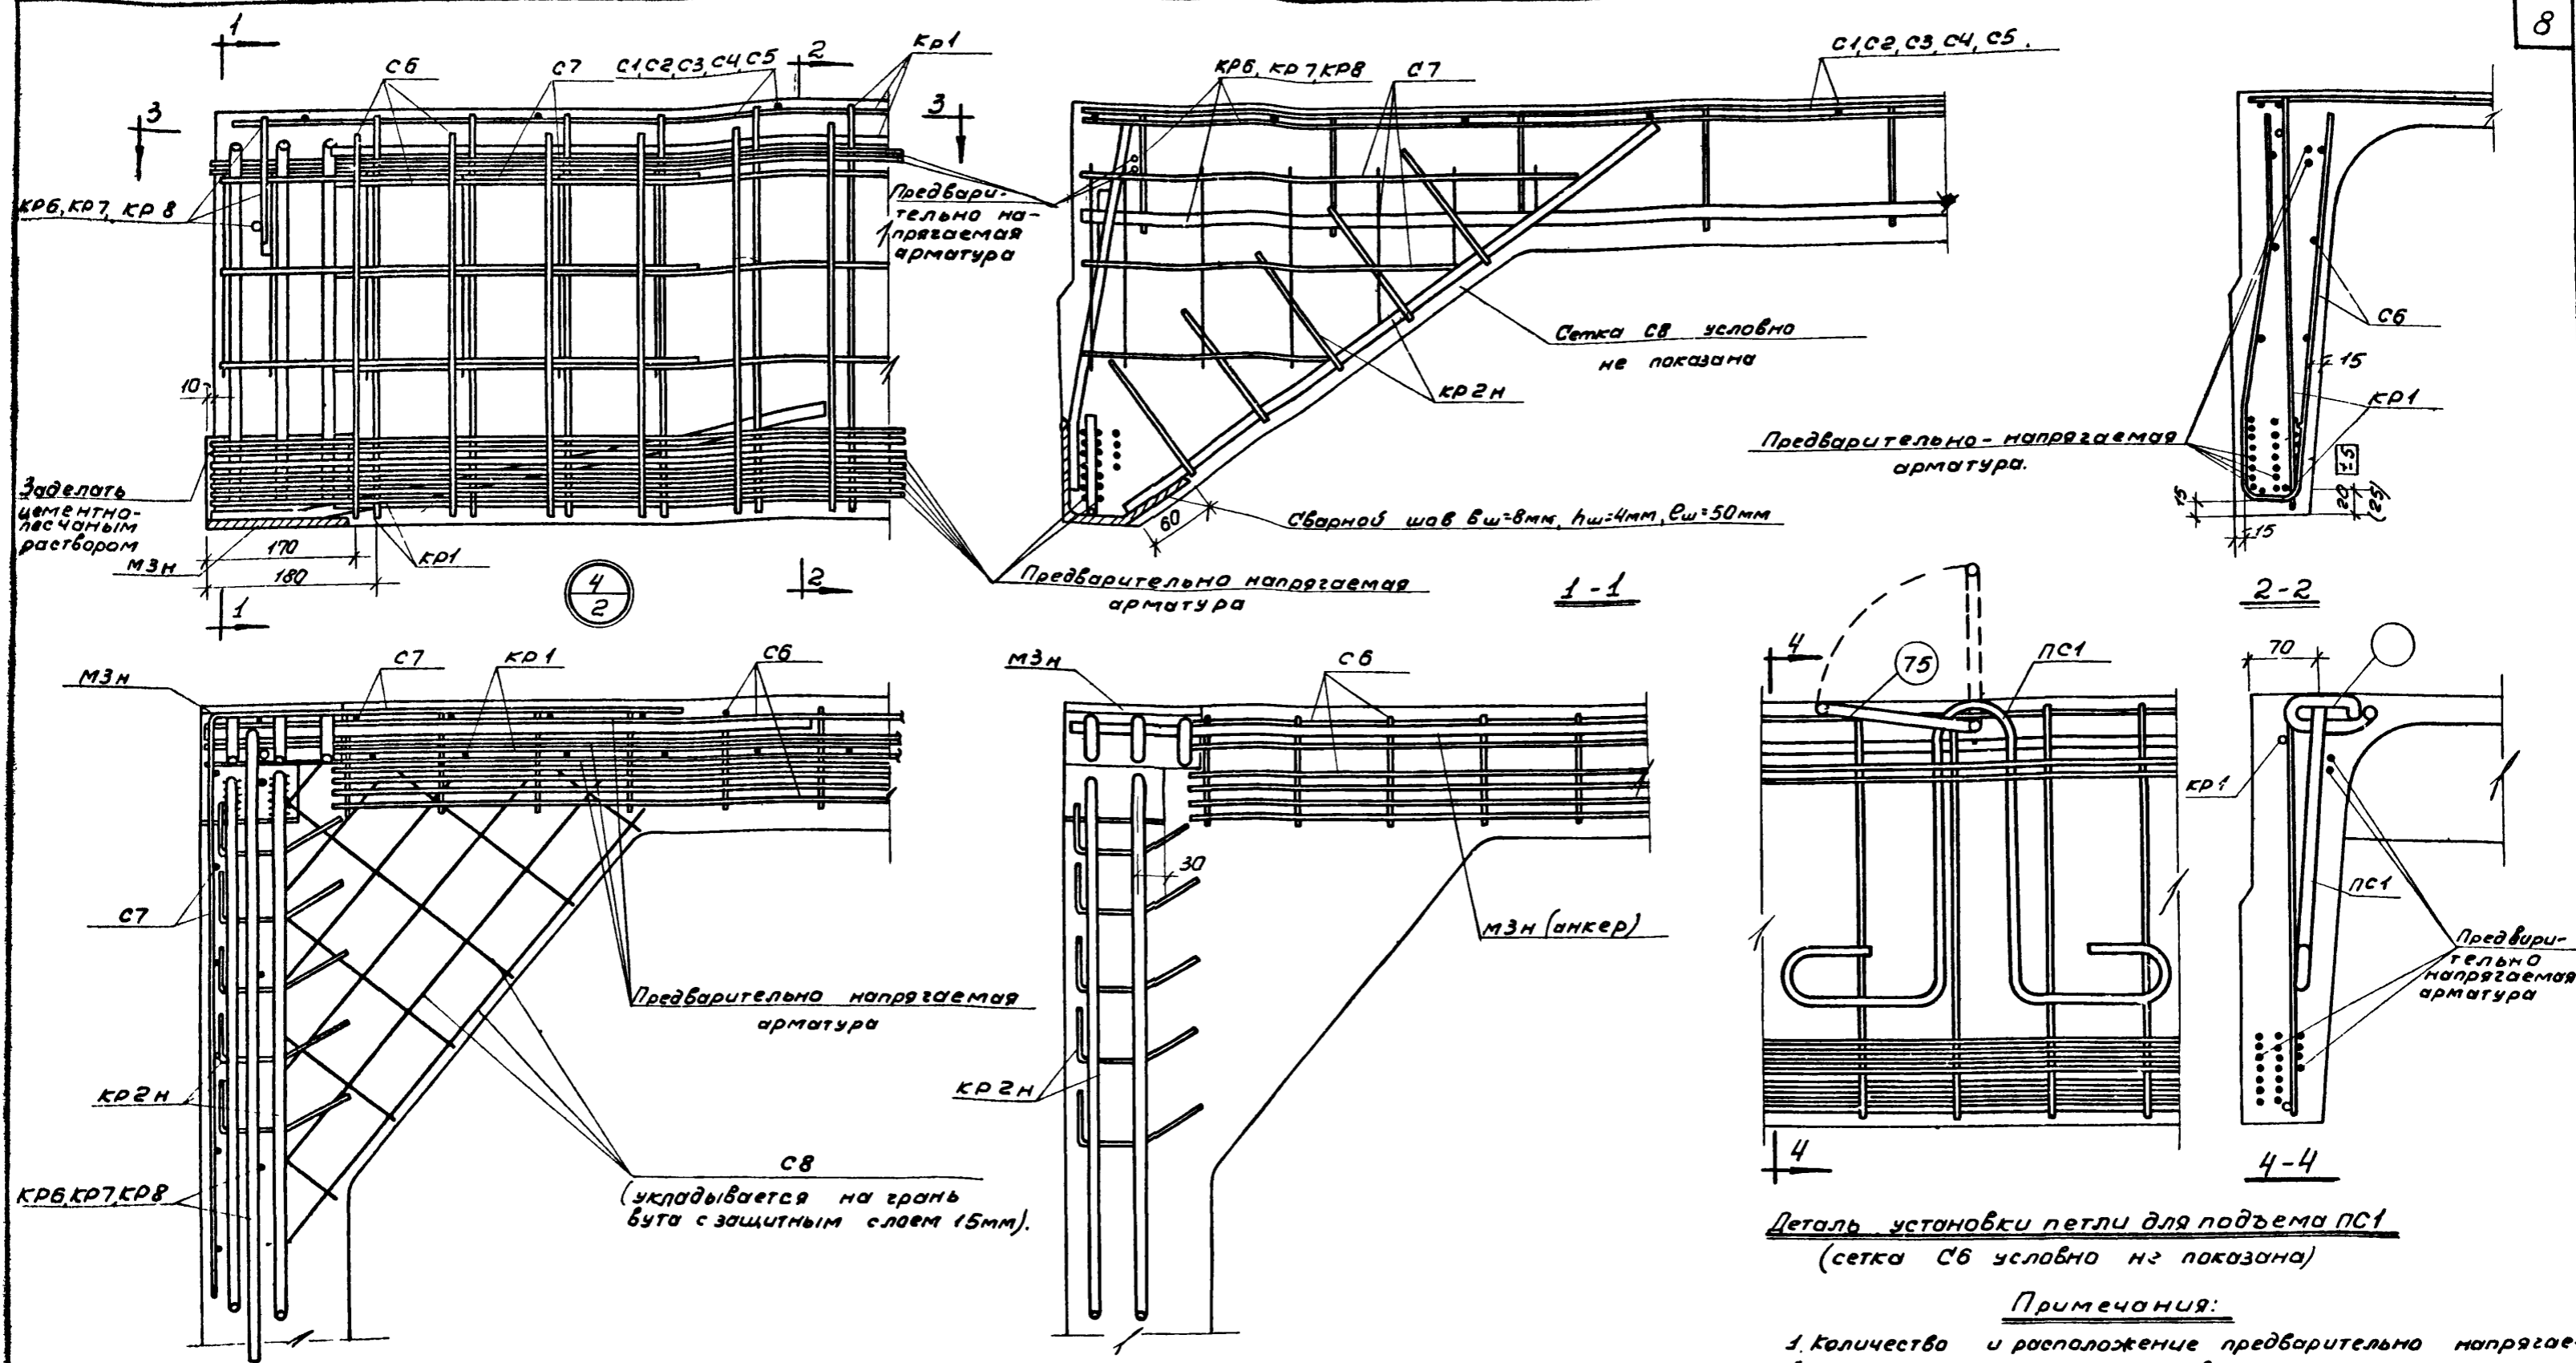 8
1
С6
С7
С1,С2,С3,С4,С5
2
Кр1
3
3
КР6, КР7, КР8
Предвари-
тельно на-
прягаемая
арматура
10
Заделать
цементно-
песчаным
раствором
М3н
170
180
КР1
4
2
2
1
КР6, КР7, КР8
С7
С1,С2,С3,С4,С5.
Сетка С8 условно
не показана
КР2н
Сварной шов вш=8мм, hш=4мм, ℓш=50мм
60
Предварительно напрягаемая
арматура
1-1
С6
15
КР1
Предварительно-напрягаемая
арматура.
15
15
20
(25)
2-2
М3н
С7
КР1
С6
С7
КР2н
КР6, КР7, КР8
Предварительно напрягаемая
арматура
С8
(укладывается на грань
вута с защитным слоем 15мм).
М3н
С6
30
М3н (анкер)
КР2н
4
75
ПС1
4
70
КР1
ПС1
Предвари-
тельно
напрягаемая
арматура
4-4
Деталь установки петли для подъема ПС1
(сетка С6 условно не показана)
Примечания:
1. Количество и расположение предварительно напрягае